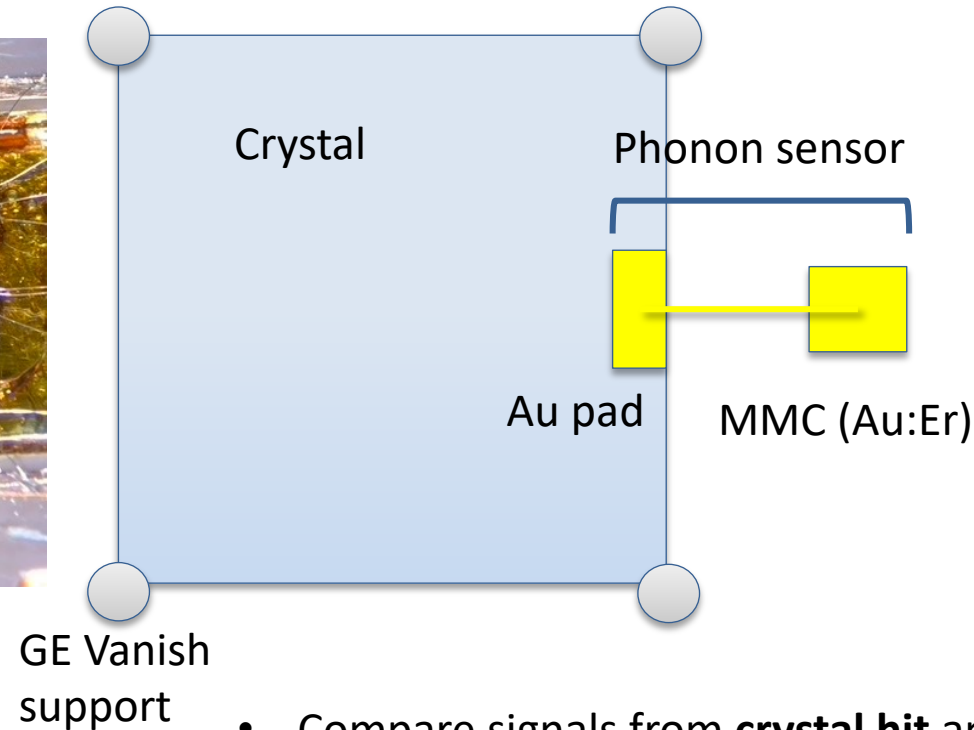 Crystal
Phonon sensor
Au pad
MMC (Au:Er)
GE Vanish
support
• Compare signals from crystal hit